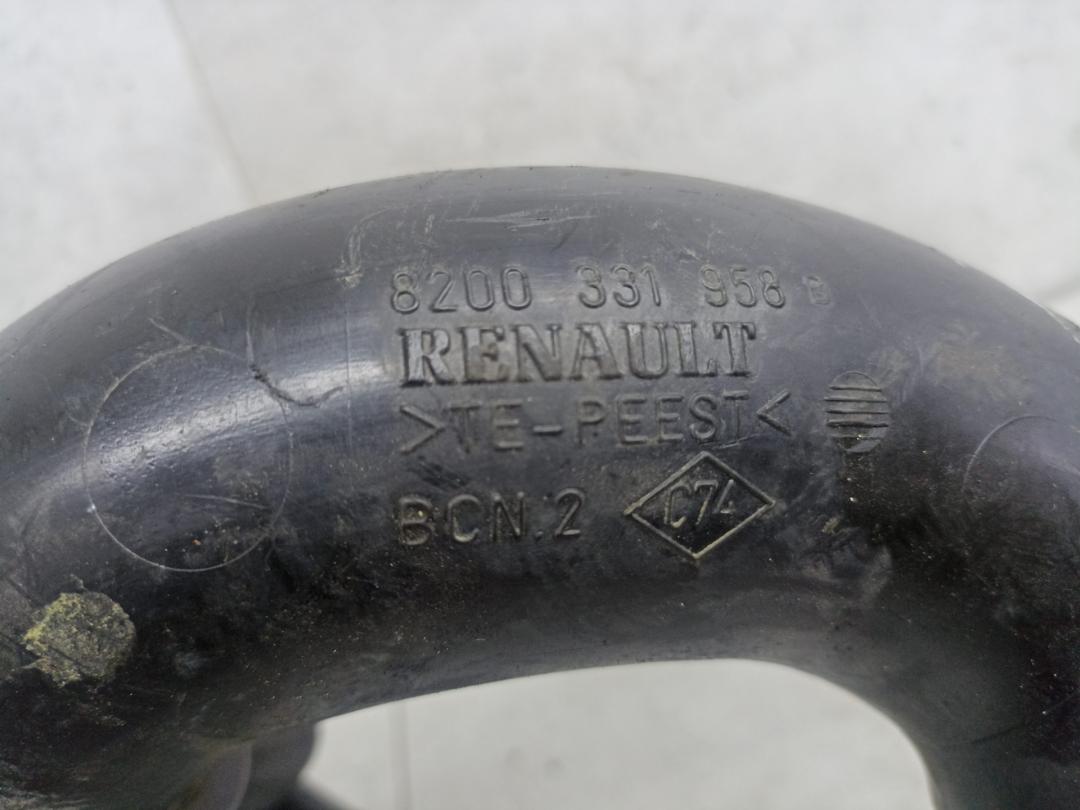 8200 331 958 B
RENAULT
>TE-PEEST<
BCN.2 C74